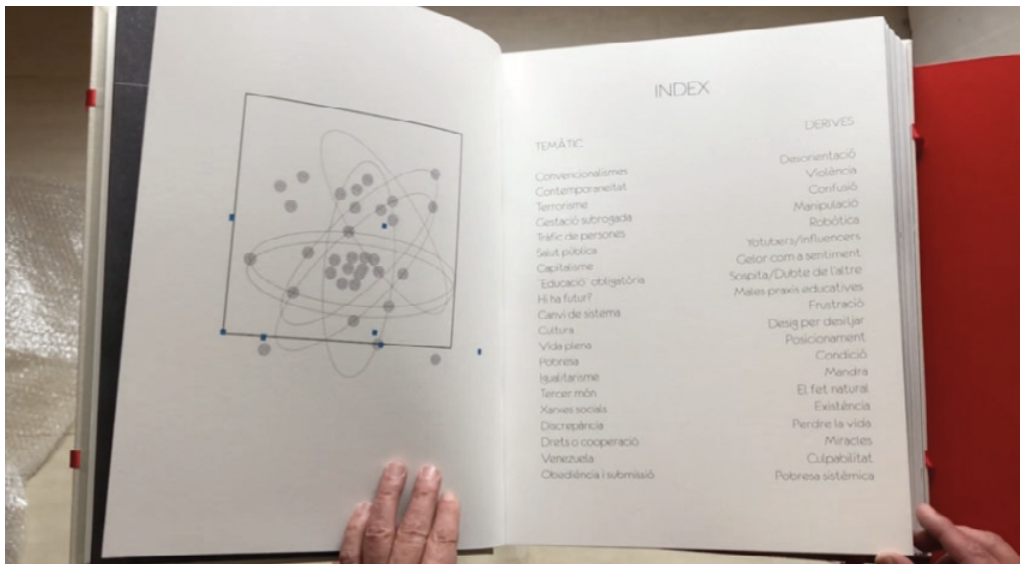 INDEX
TEMÀTIC
Convencionalismes
Contemporaneïtat
Terrorisme
Gestació subrogada
Tràfic de persones
Salut pública
Capitalisme
"Educació" obligatòria
Hi ha futur?
Canvi de sistema
Cultura
Vida plena
Pobresa
Igualitarisme
Tercer món
Xarxes socials
Discrepància
Drets o cooperació
Venezuela
Obediència i submissió
DERIVES
Desorientació
Violència
Confusió
Manipulació
Robòtica
Yotubers/Influencers
Gelor com a sentiment
Sospita/Dubte de l'altre
Males praxis educatives
Frustració
Desig per desitjar
Posicionament
Condició
Mandra
El fet natural
Existència
Perdre la vida
Miracles
Culpabilitat
Pobresa sistèmica